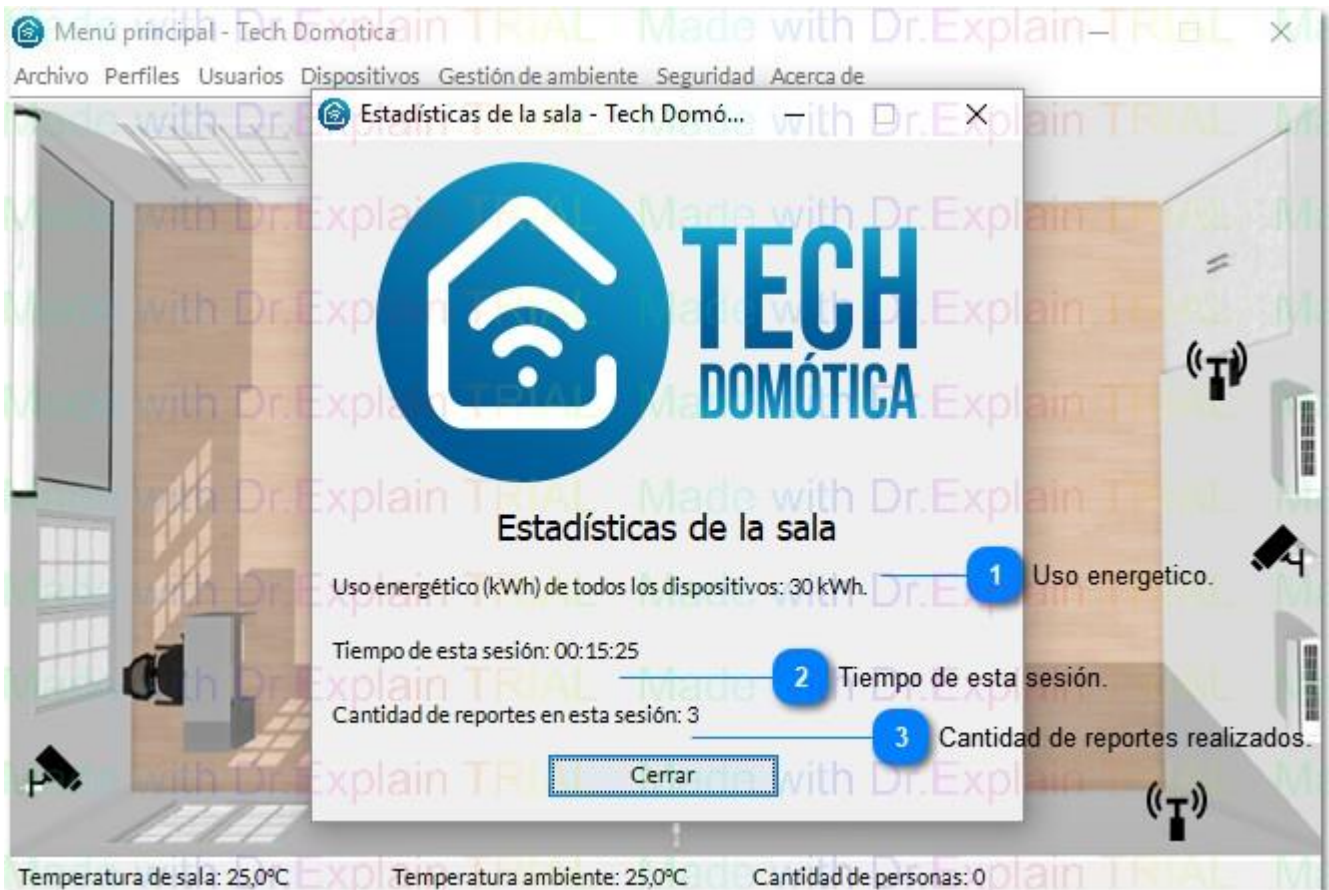 Menú principal - Tech Domotica
Archivo Perfiles Usuarios Dispositivos Gestión de ambiente Seguridad Acerca de
Estadísticas de la sala - Tech Domó...
TECH
DOMÓTICA
Estadísticas de la sala
Uso energético (kWh) de todos los dispositivos: 30 kWh.
1 Uso energetico.
Tiempo de esta sesión: 00:15:25
2 Tiempo de esta sesión.
Cantidad de reportes en esta sesión: 3
3 Cantidad de reportes realizados.
Cerrar
Temperatura de sala: 25,0ºC Temperatura ambiente: 25,0ºC Cantidad de personas: 0
Made with Dr.Explain TRIAL